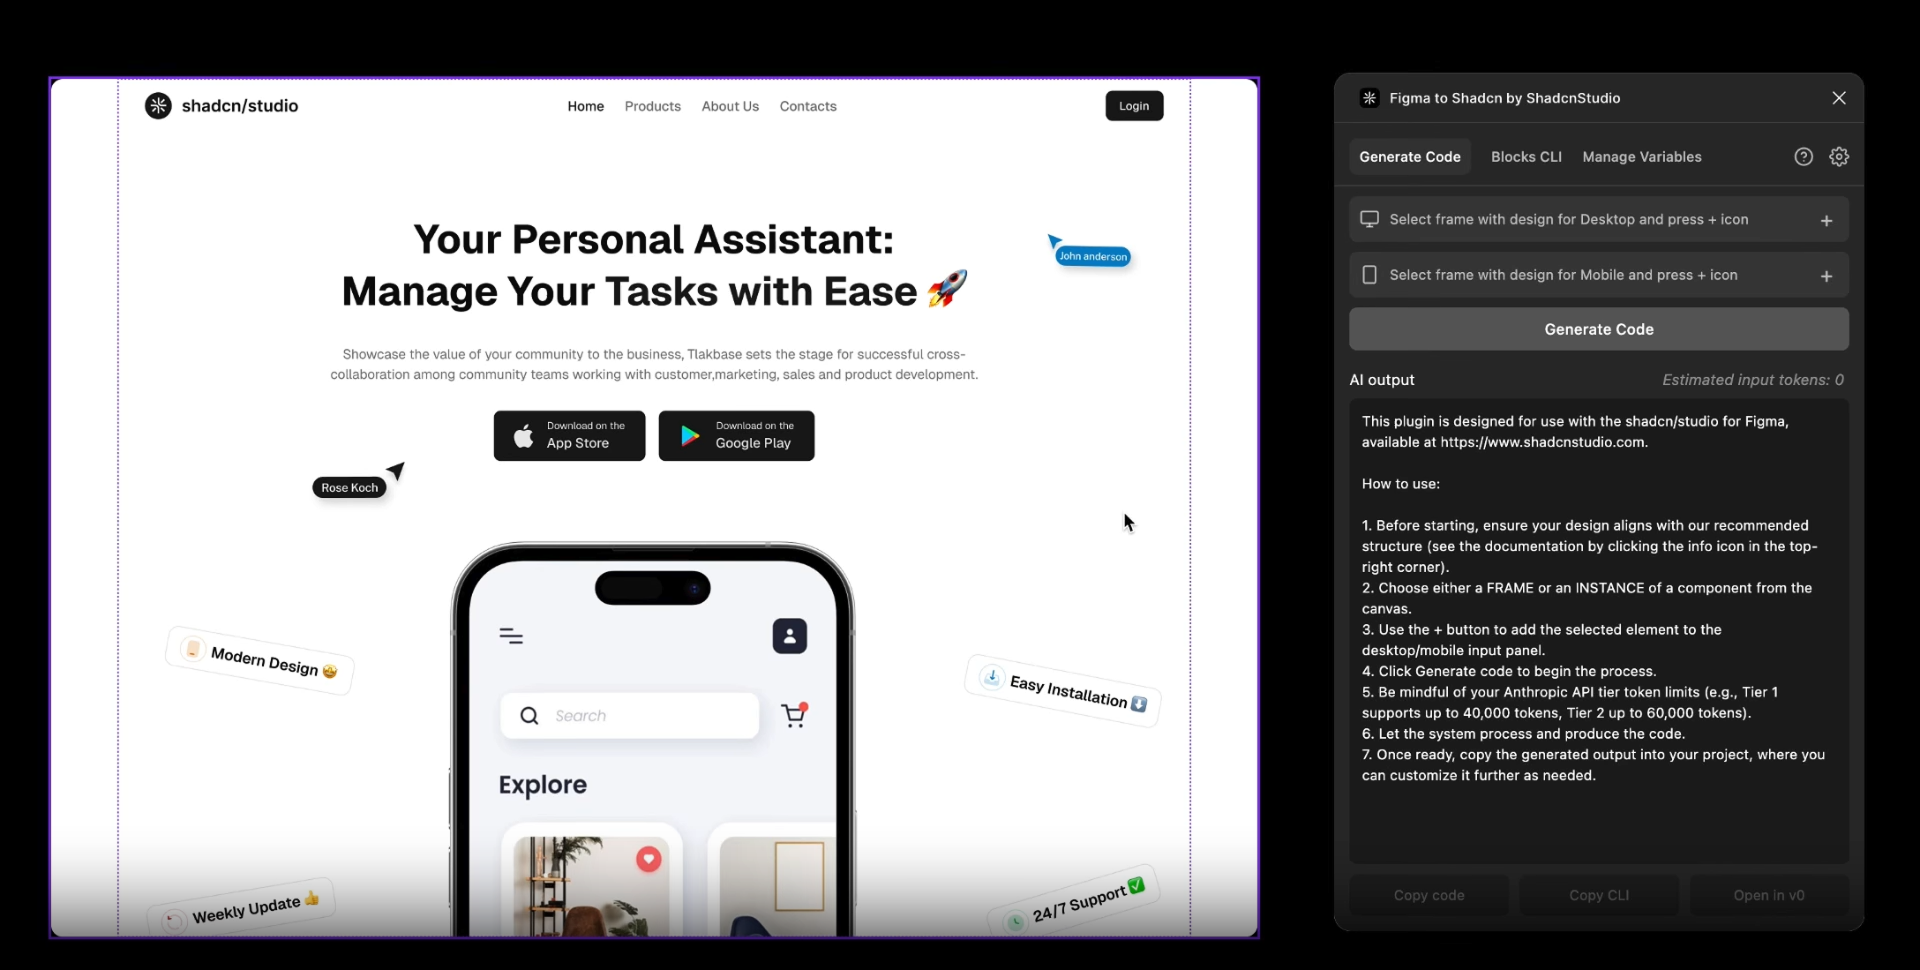 shadcn/studio
Home
Products
About Us
Contacts
Login
Your Personal Assistant:
Manage Your Tasks with Ease 🚀
John anderson
Showcase the value of your community to the business, Tlakbase sets the stage for successful cross-
collaboration among community teams working with customer,marketing, sales and product development.
Download on the
App Store
Download on the
Google Play
Rose Koch
Modern Design 🤩
Easy Installation ⬇️
Search
Explore
Weekly Update 👍
24/7 Support ✅
Figma to Shadcn by ShadcnStudio
Generate Code
Blocks CLI
Manage Variables
Select frame with design for Desktop and press + icon
Select frame with design for Mobile and press + icon
Generate Code
AI output
Estimated input tokens: 0
This plugin is designed for use with the shadcn/studio for Figma,
available at https://www.shadcnstudio.com.
How to use:
1. Before starting, ensure your design aligns with our recommended
structure (see the documentation by clicking the info icon in the top-
right corner).
2. Choose either a FRAME or an INSTANCE of a component from the
canvas.
3. Use the + button to add the selected element to the
desktop/mobile input panel.
4. Click Generate code to begin the process.
5. Be mindful of your Anthropic API tier token limits (e.g., Tier 1
supports up to 40,000 tokens, Tier 2 up to 60,000 tokens).
6. Let the system process and produce the code.
7. Once ready, copy the generated output into your project, where you
can customize it further as needed.
Copy code
Copy CLI
Open in v0